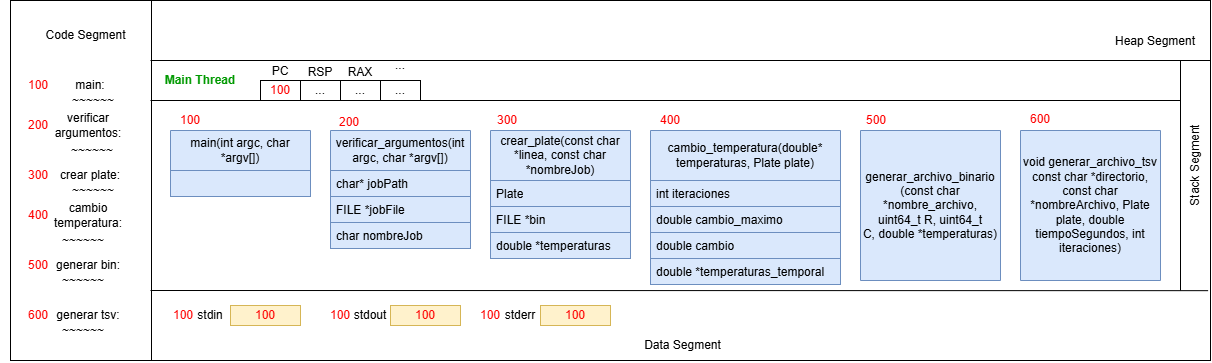 Code Segment
Heap Segment
100 main:
~~~~~~
200 verificar
argumentos:
~~~~~~
300 crear plate:
~~~~~~
400 cambio
temperatura:
~~~~~~
500 generar bin:
~~~~~~
600 generar tsv:
~~~~~~
Main Thread
PC RSP RAX ...
100 ... ... ...
Stack Segment
100
main(int argc, char
*argv[])
200
verificar_argumentos(int
argc, char *argv[])
char* jobPath
FILE *jobFile
char nombreJob
300
crear_plate(const char
*linea, const char
*nombreJob)
Plate
FILE *bin
double *temperaturas
400
cambio_temperatura(double*
temperaturas, Plate plate)
int iteraciones
double cambio_maximo
double cambio
double *temperaturas_temporal
500
generar_archivo_binario
(const char
*nombre_archivo,
uint64_t R, uint64_t
C, double *temperaturas)
600
void generar_archivo_tsv
const char *directorio,
const char
*nombreArchivo, Plate
plate, double
tiempoSegundos, int
iteraciones)
100 stdin 100
100 stdout 100
100 stderr 100
Data Segment